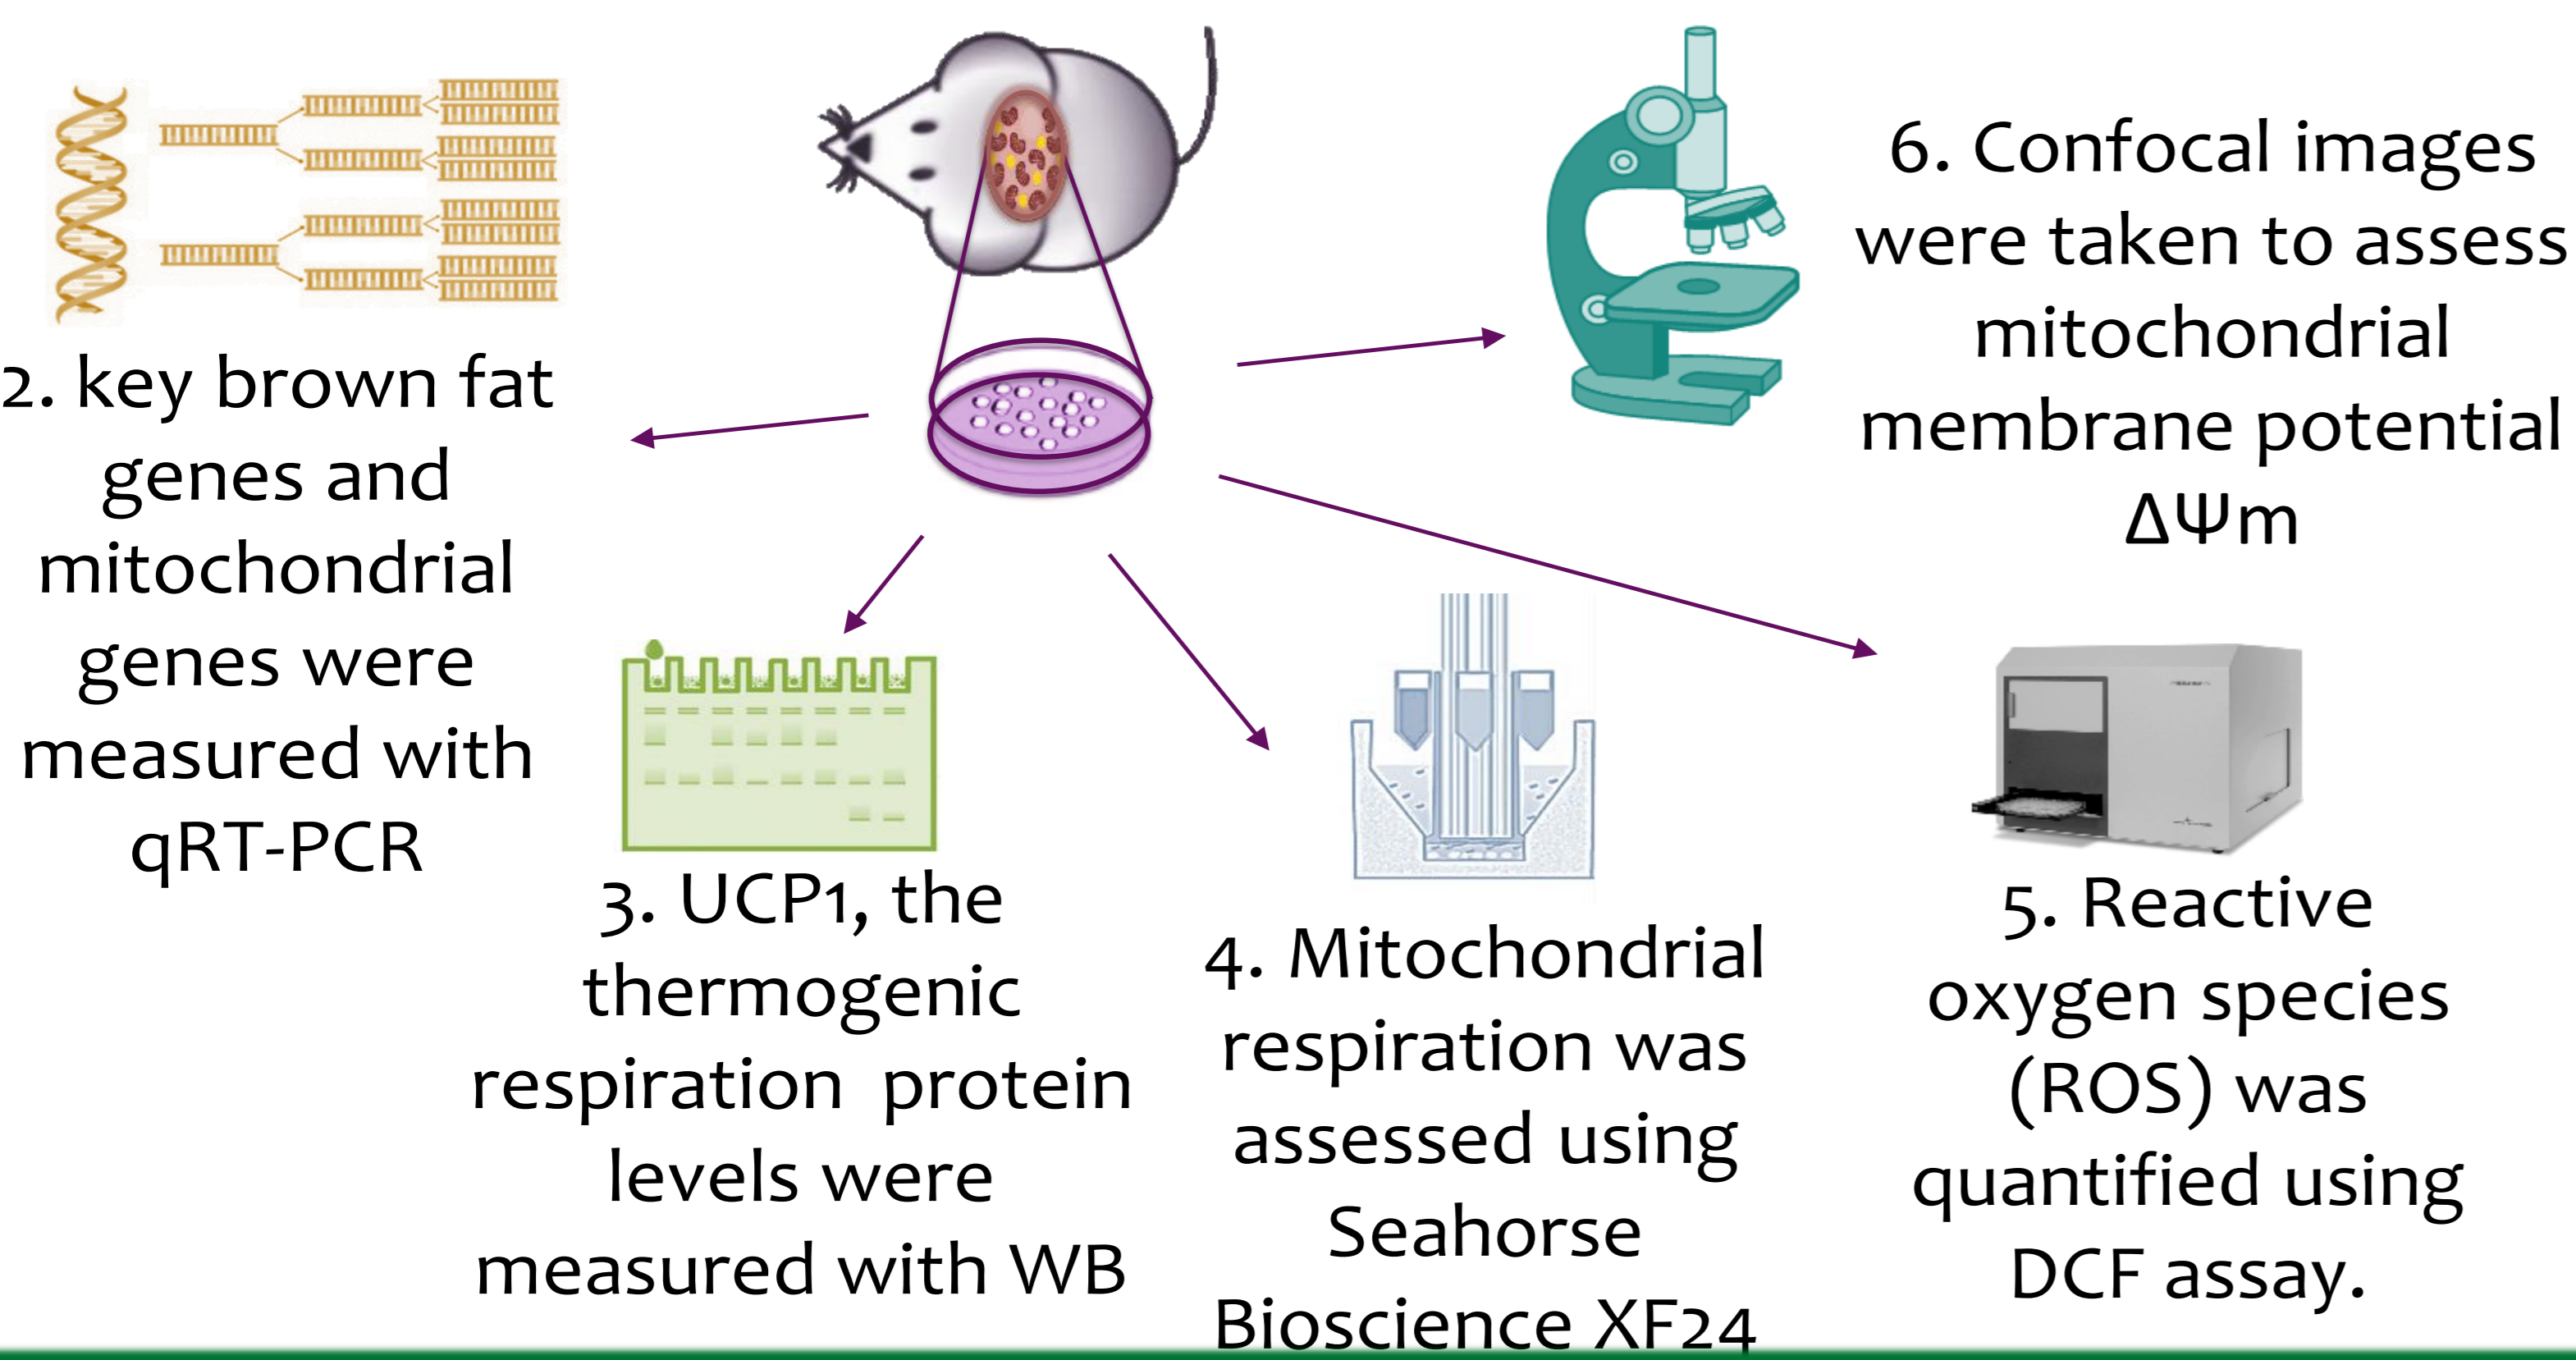 2. key brown fat
genes and
mitochondrial
genes were
measured with
qRT-PCR
3. UCP1, the
thermogenic
respiration  protein
levels were
measured with WB
4. Mitochondrial
respiration was
assessed using
Seahorse
Bioscience XF24
5. Reactive
oxygen species
(ROS) was
quantified using
DCF assay.
6. Confocal images
were taken to assess
mitochondrial
membrane potential
ΔΨm